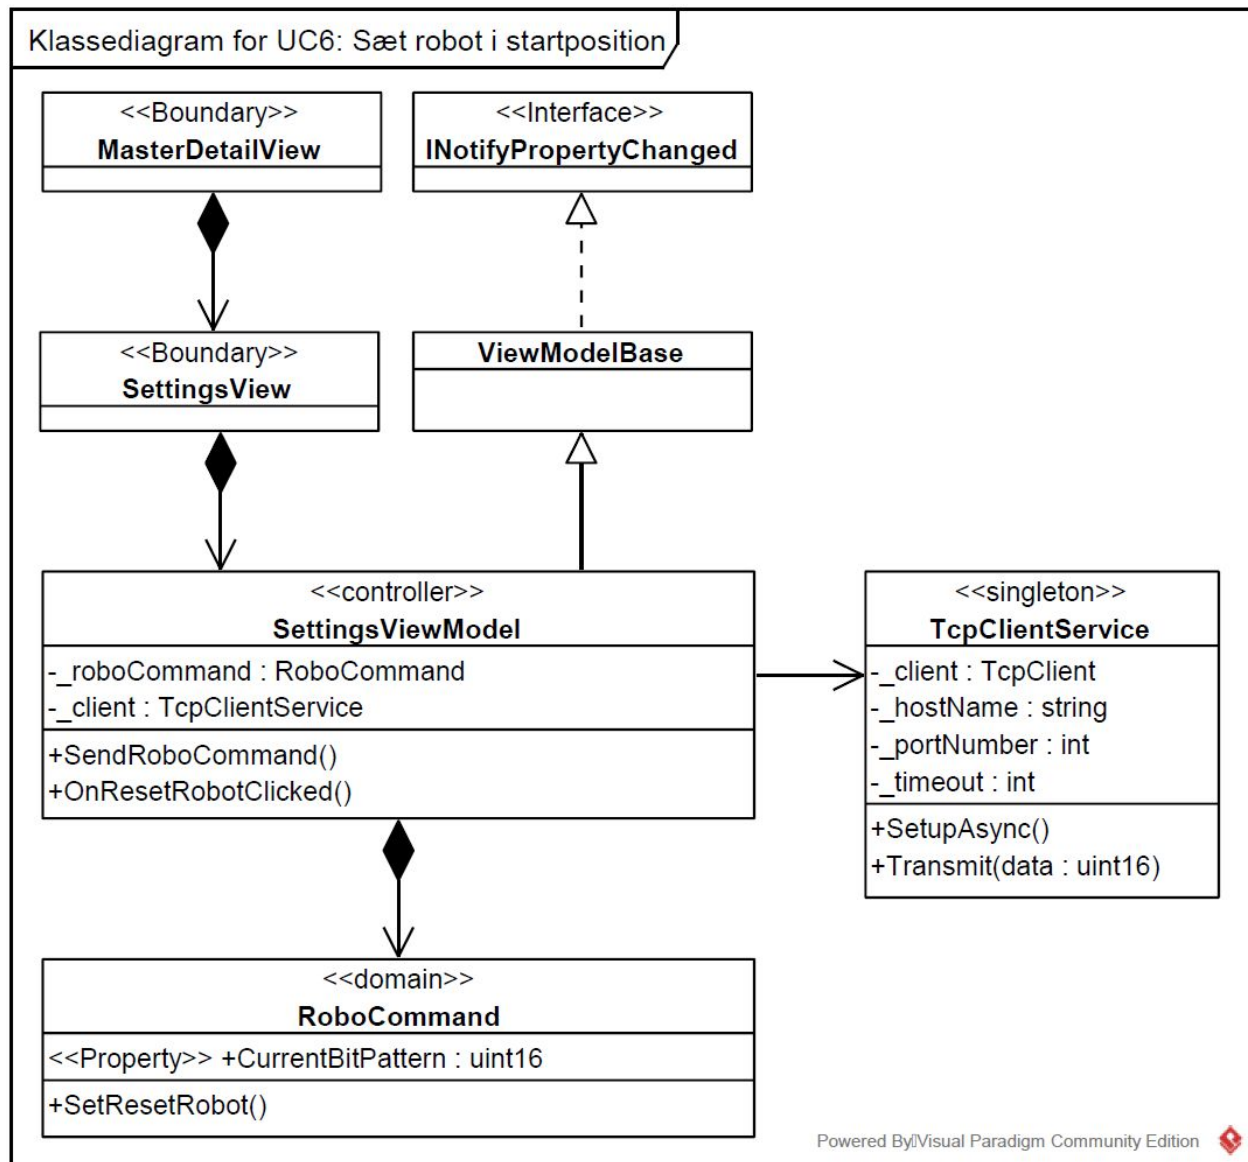 Klassediagram for UC6: Sæt robot i startposition
<<Boundary>>
MasterDetailView
<<Interface>>
INotifyPropertyChanged
<<Boundary>>
SettingsView
ViewModelBase
<<controller>>
SettingsViewModel
-_roboCommand : RoboCommand
-_client : TcpClientService
+SendRoboCommand()
+OnResetRobotClicked()
<<singleton>>
TcpClientService
-_client : TcpClient
-_hostName : string
-_portNumber : int
-_timeout : int
+SetupAsync()
+Transmit(data : uint16)
<<domain>>
RoboCommand
<<Property>> +CurrentBitPattern : uint16
+SetResetRobot()
Powered By Visual Paradigm Community Edition